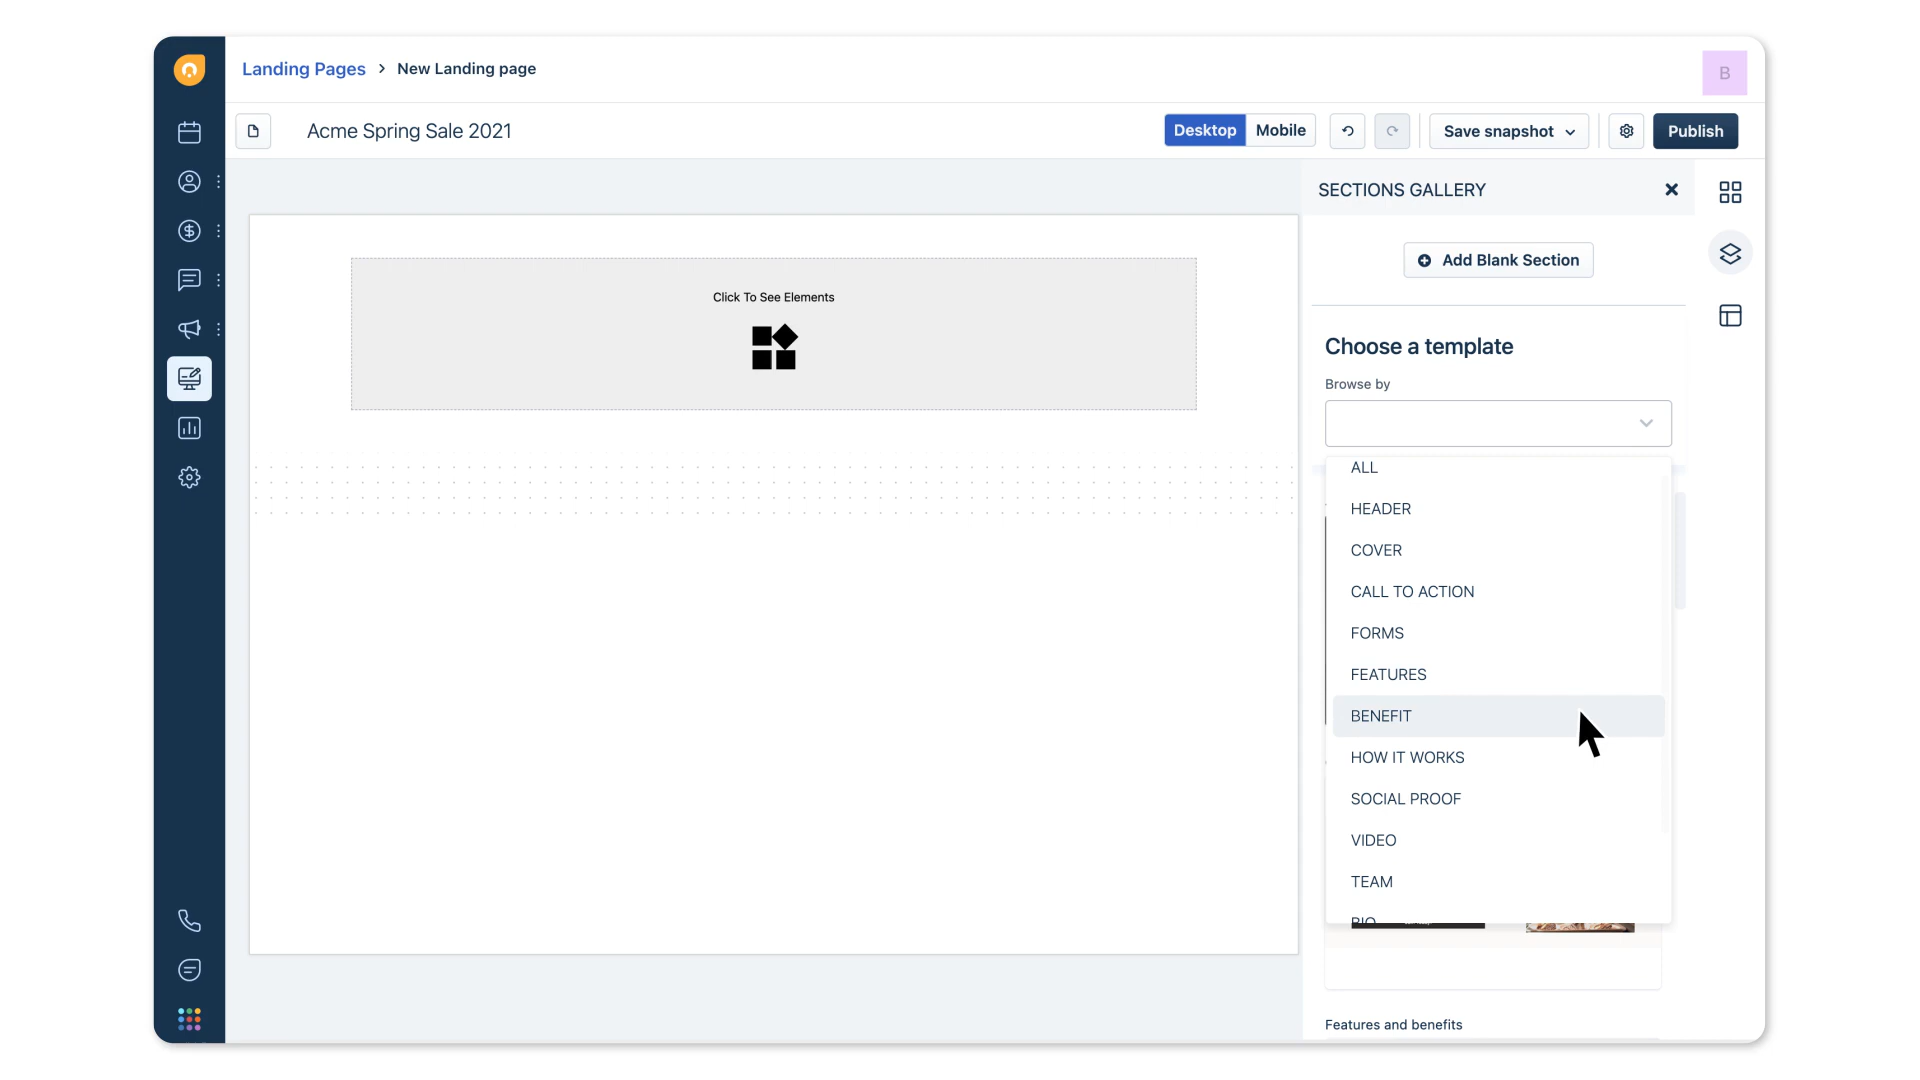 Landing Pages > New Landing page
B
Acme Spring Sale 2021
Desktop
Mobile
Save snapshot
Publish
SECTIONS GALLERY
Add Blank Section
Click To See Elements
Choose a template
Browse by
ALL
HEADER
COVER
CALL TO ACTION
FORMS
FEATURES
BENEFIT
HOW IT WORKS
SOCIAL PROOF
VIDEO
TEAM
BIO
Features and benefits